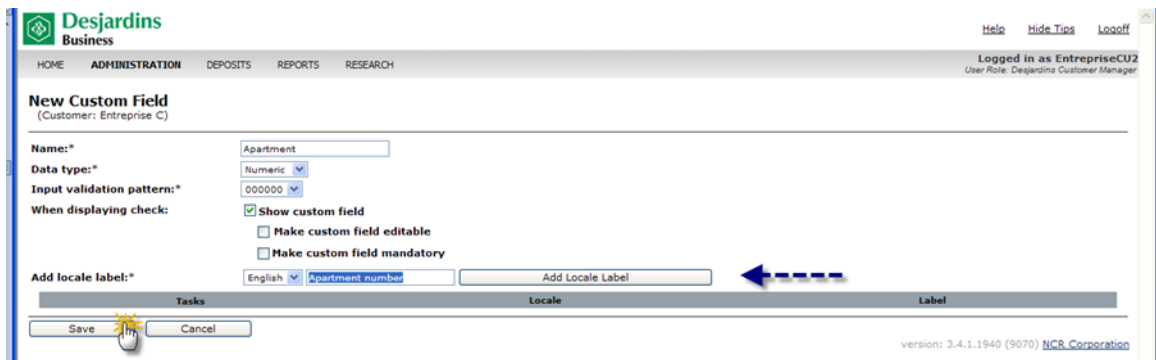 Desjardins
Business
Help Hide Tips Logoff
HOME ADMINISTRATION DEPOSITS REPORTS RESEARCH
Logged in as EntrepriseCU2
User Role: Desjardins Customer Manager
New Custom Field
(Customer: Entreprise C)
Name:* Apartment
Data type:* Numeric
Input validation pattern:* 000000
When displaying check: Show custom field
Make custom field editable
Make custom field mandatory
Add locale label:* English Apartment number Add Locale Label
Tasks Locale Label
Save Cancel
version: 3.4.1.1940 (9070) NCR Corporation